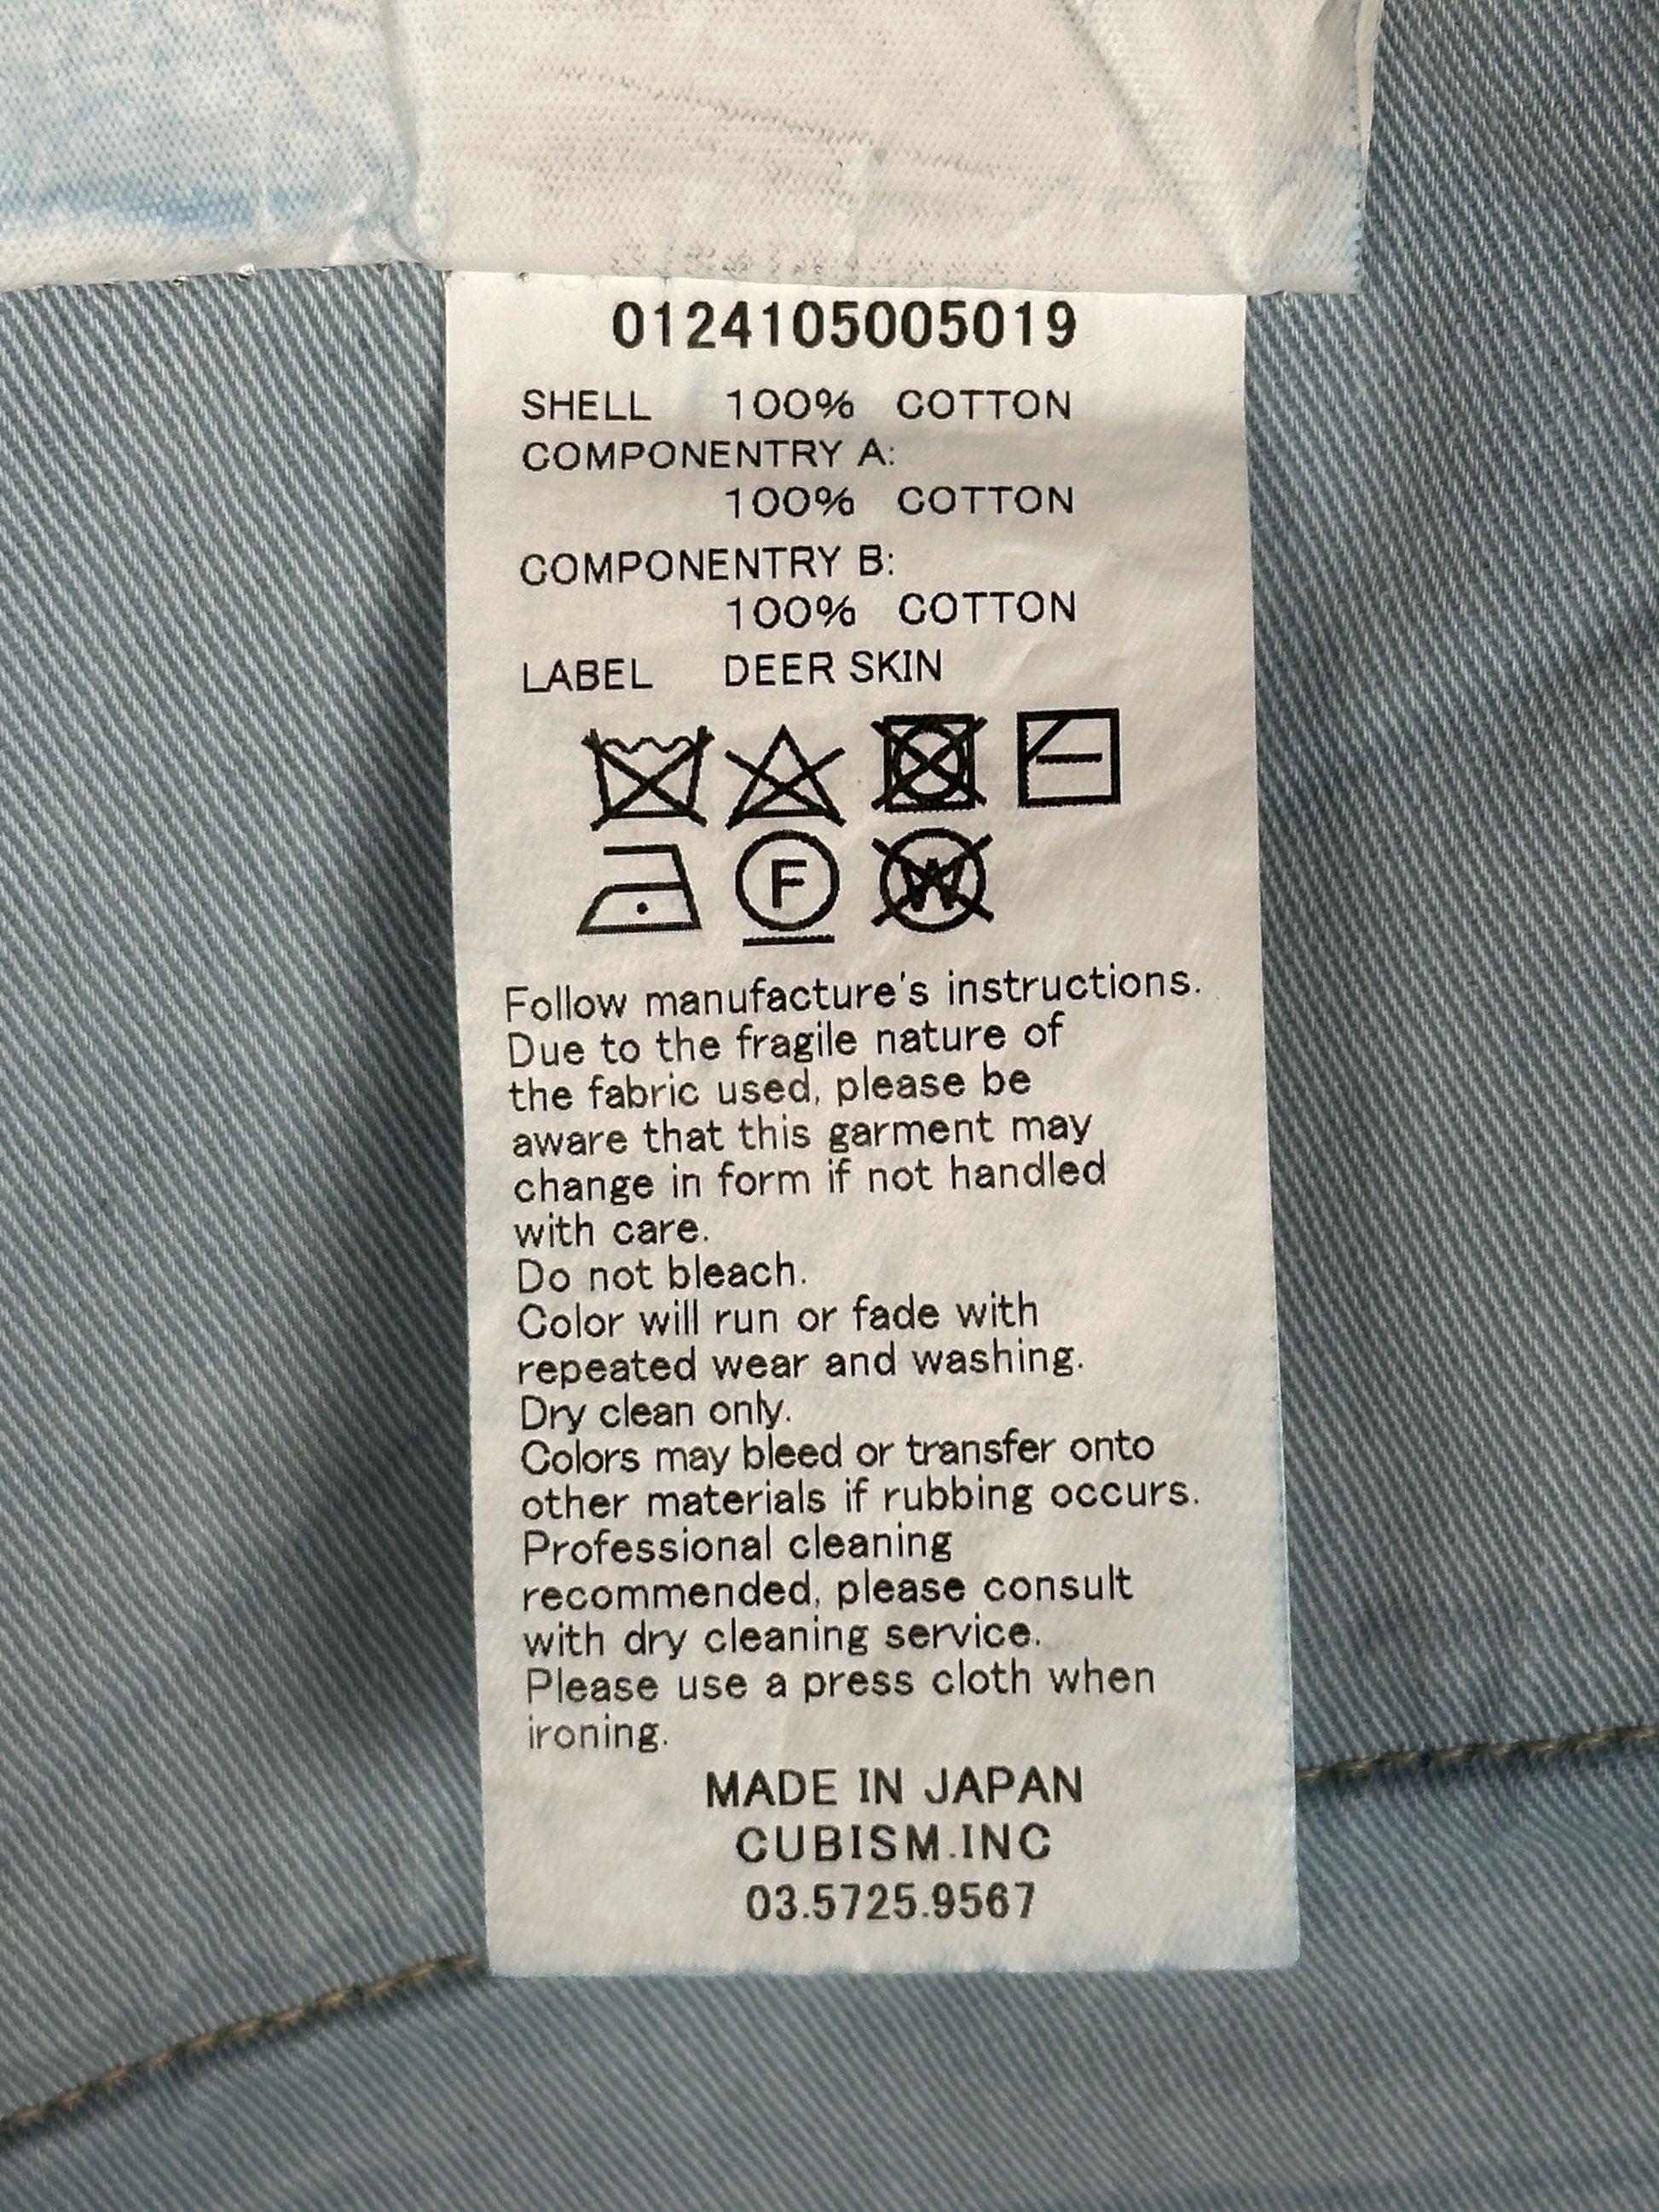 0124105005019
SHELL 100% COTTON
COMPONENTRY A:
100% COTTON
COMPONENTRY B:
100% COTTON
LABEL DEER SKIN
F W
Follow manufacture's instructions.
Due to the fragile nature of
the fabric used, please be
aware that this garment may
change in form if not handled
with care.
Do not bleach.
Color will run or fade with
repeated wear and washing.
Dry clean only.
Colors may bleed or transfer onto
other materials if rubbing occurs.
Professional cleaning
recommended, please consult
with dry cleaning service.
Please use a press cloth when
ironing.
MADE IN JAPAN
CUBISM.INC
03.5725.9567